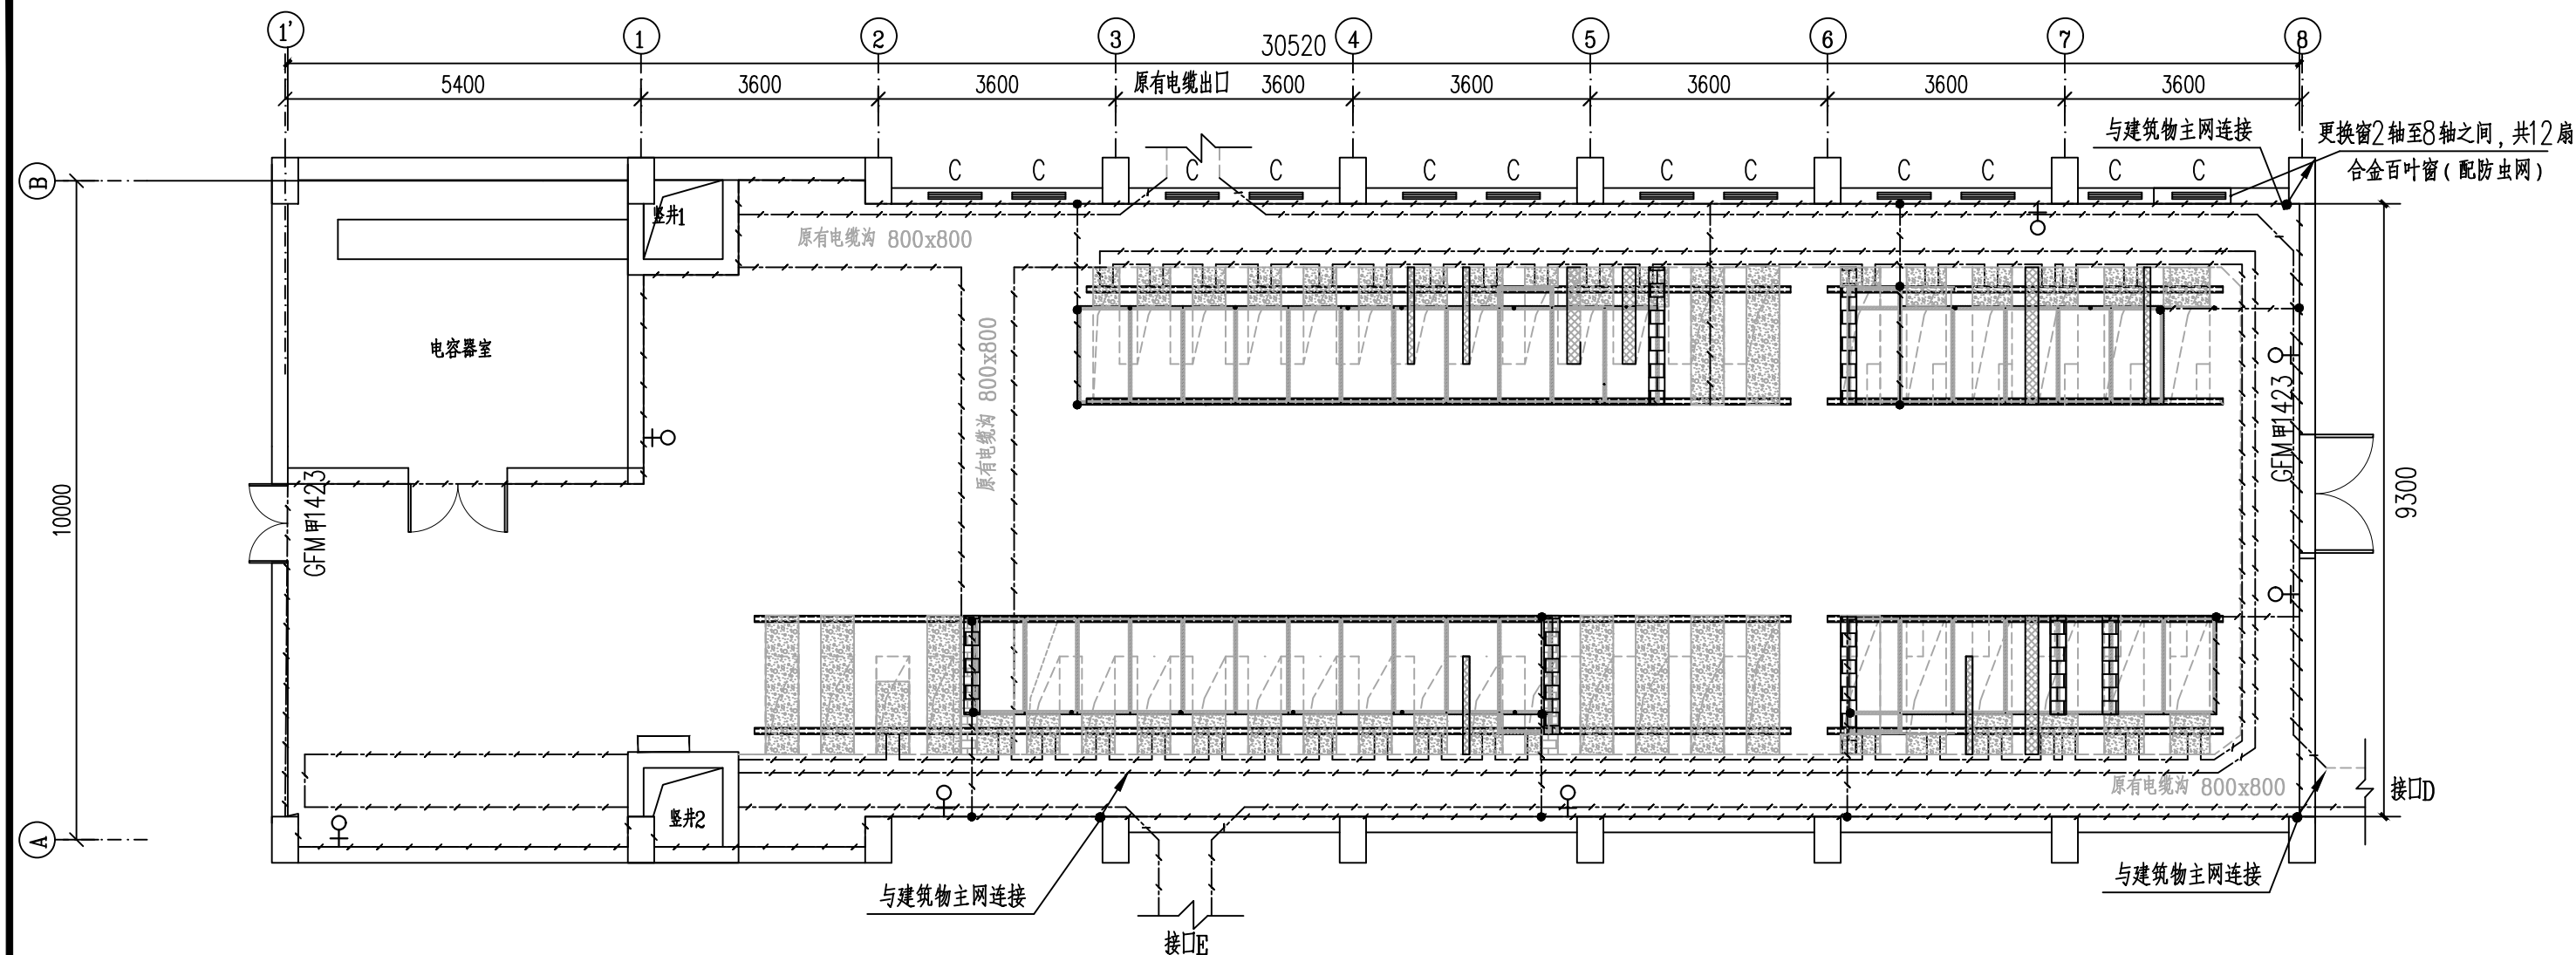 1' 1 2 3 4 5 6 7 8
30520
5400 3600 3600 原有电缆出口 3600 3600 3600 3600 3600
与建筑物主网连接
更换窗2轴至8轴之间，共12扇
合金百叶窗（配防虫网）
B
C C C C C C C C C C C C
竖井1
原有电缆沟 800x800
电容器室
原有电缆沟 800x800
GFM甲1423
GFM甲1423
10000
9300
原有电缆沟 800x800
接口D
竖井2
A
与建筑物主网连接
与建筑物主网连接
接口E